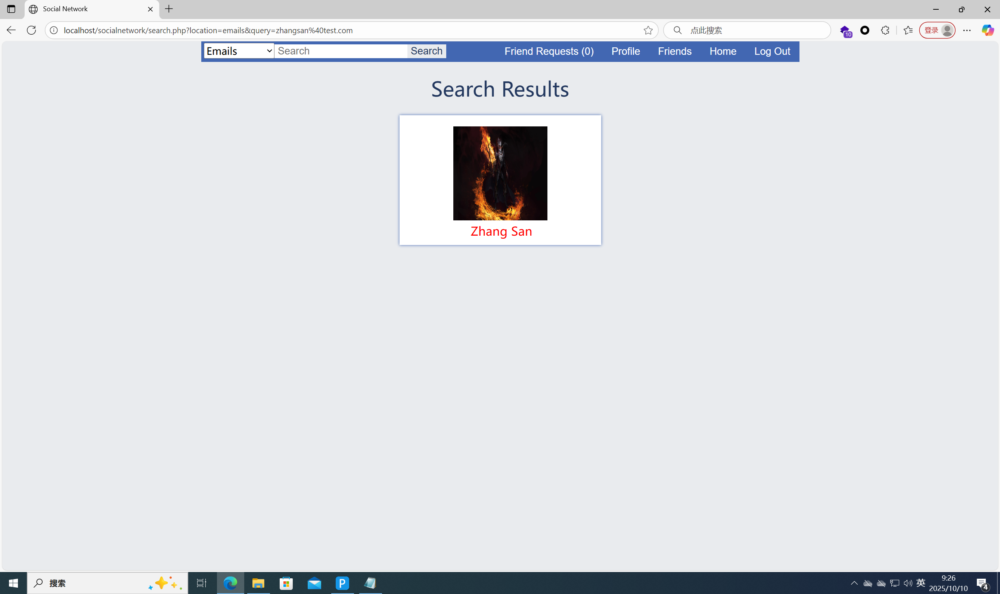 Social Network
localhost/socialnetwork/search.php?location=emails&query=zhangsan%40test.com
点此搜索
10
登录
Emails
Search
Search
Friend Requests (0)
Profile
Friends
Home
Log Out
Search Results
Zhang San
搜索
P
英
9:26
2025/10/10
4